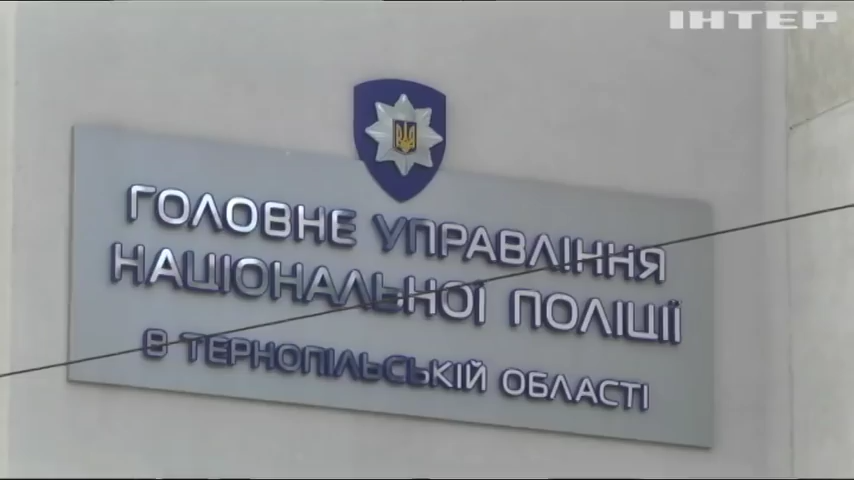 ІНТЕР
ГОЛОВНЕ УПРАВЛІННЯ
НАЦІОНАЛЬНОЇ ПОЛІЦІЇ
В ТЕРНОПІЛЬСЬКІЙ ОБЛАСТІ